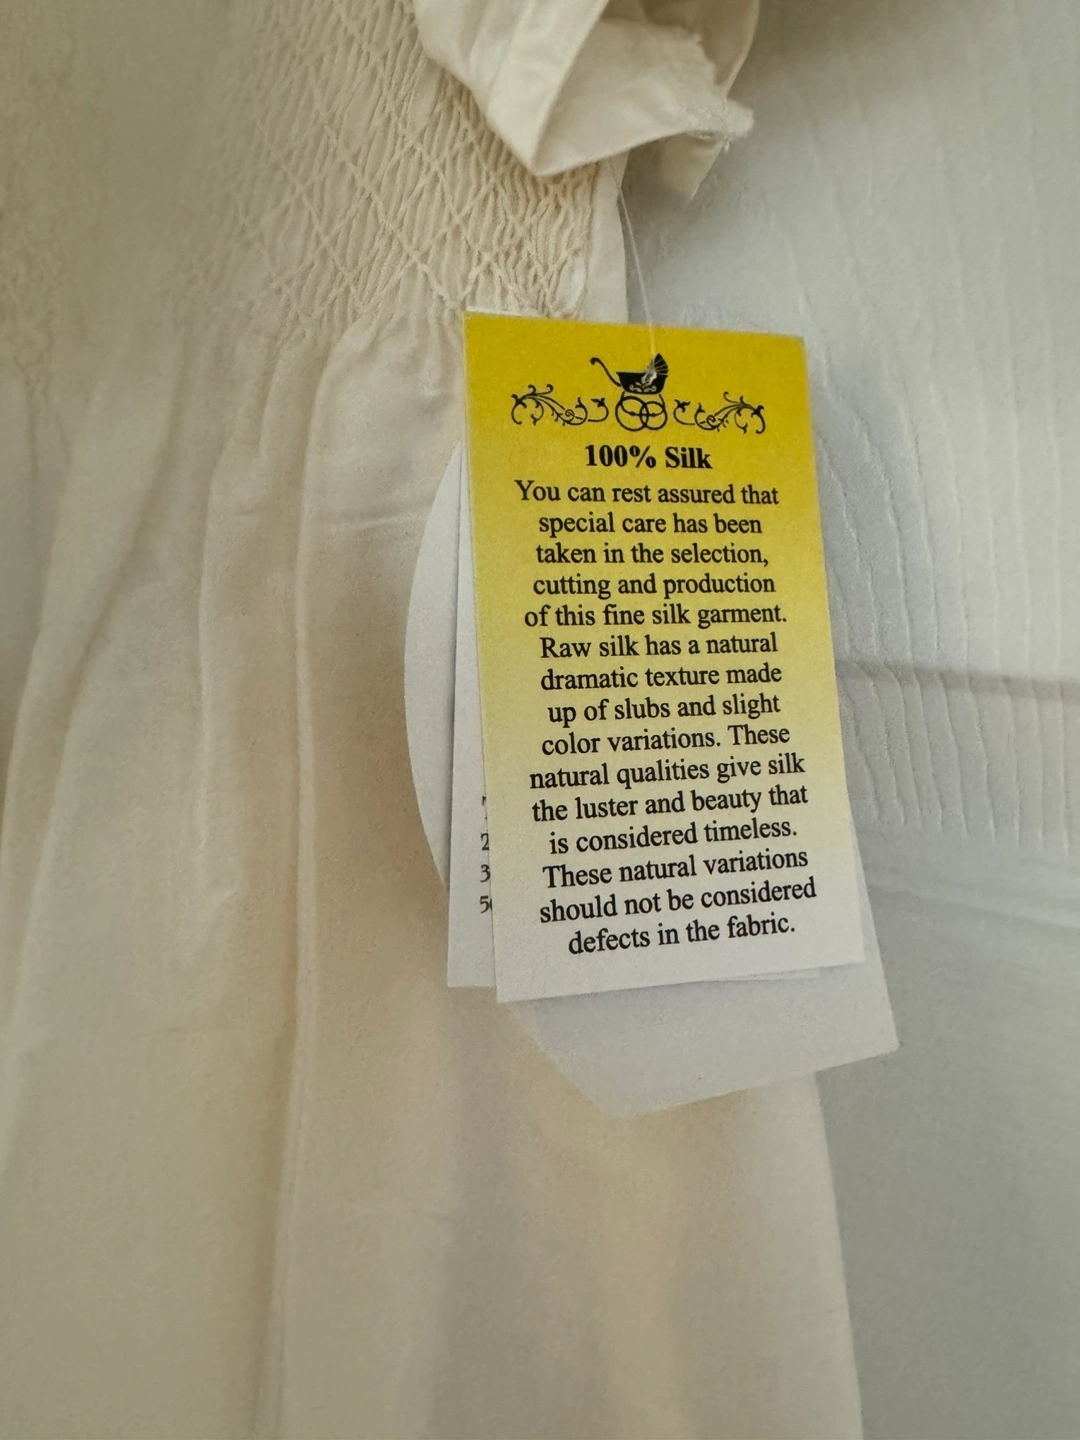 100% Silk
You can rest assured that
special care has been
taken in the selection,
cutting and production
of this fine silk garment.
Raw silk has a natural
dramatic texture made
up of slubs and slight
color variations. These
natural qualities give silk
the luster and beauty that
is considered timeless.
These natural variations
should not be considered
defects in the fabric.
2
3